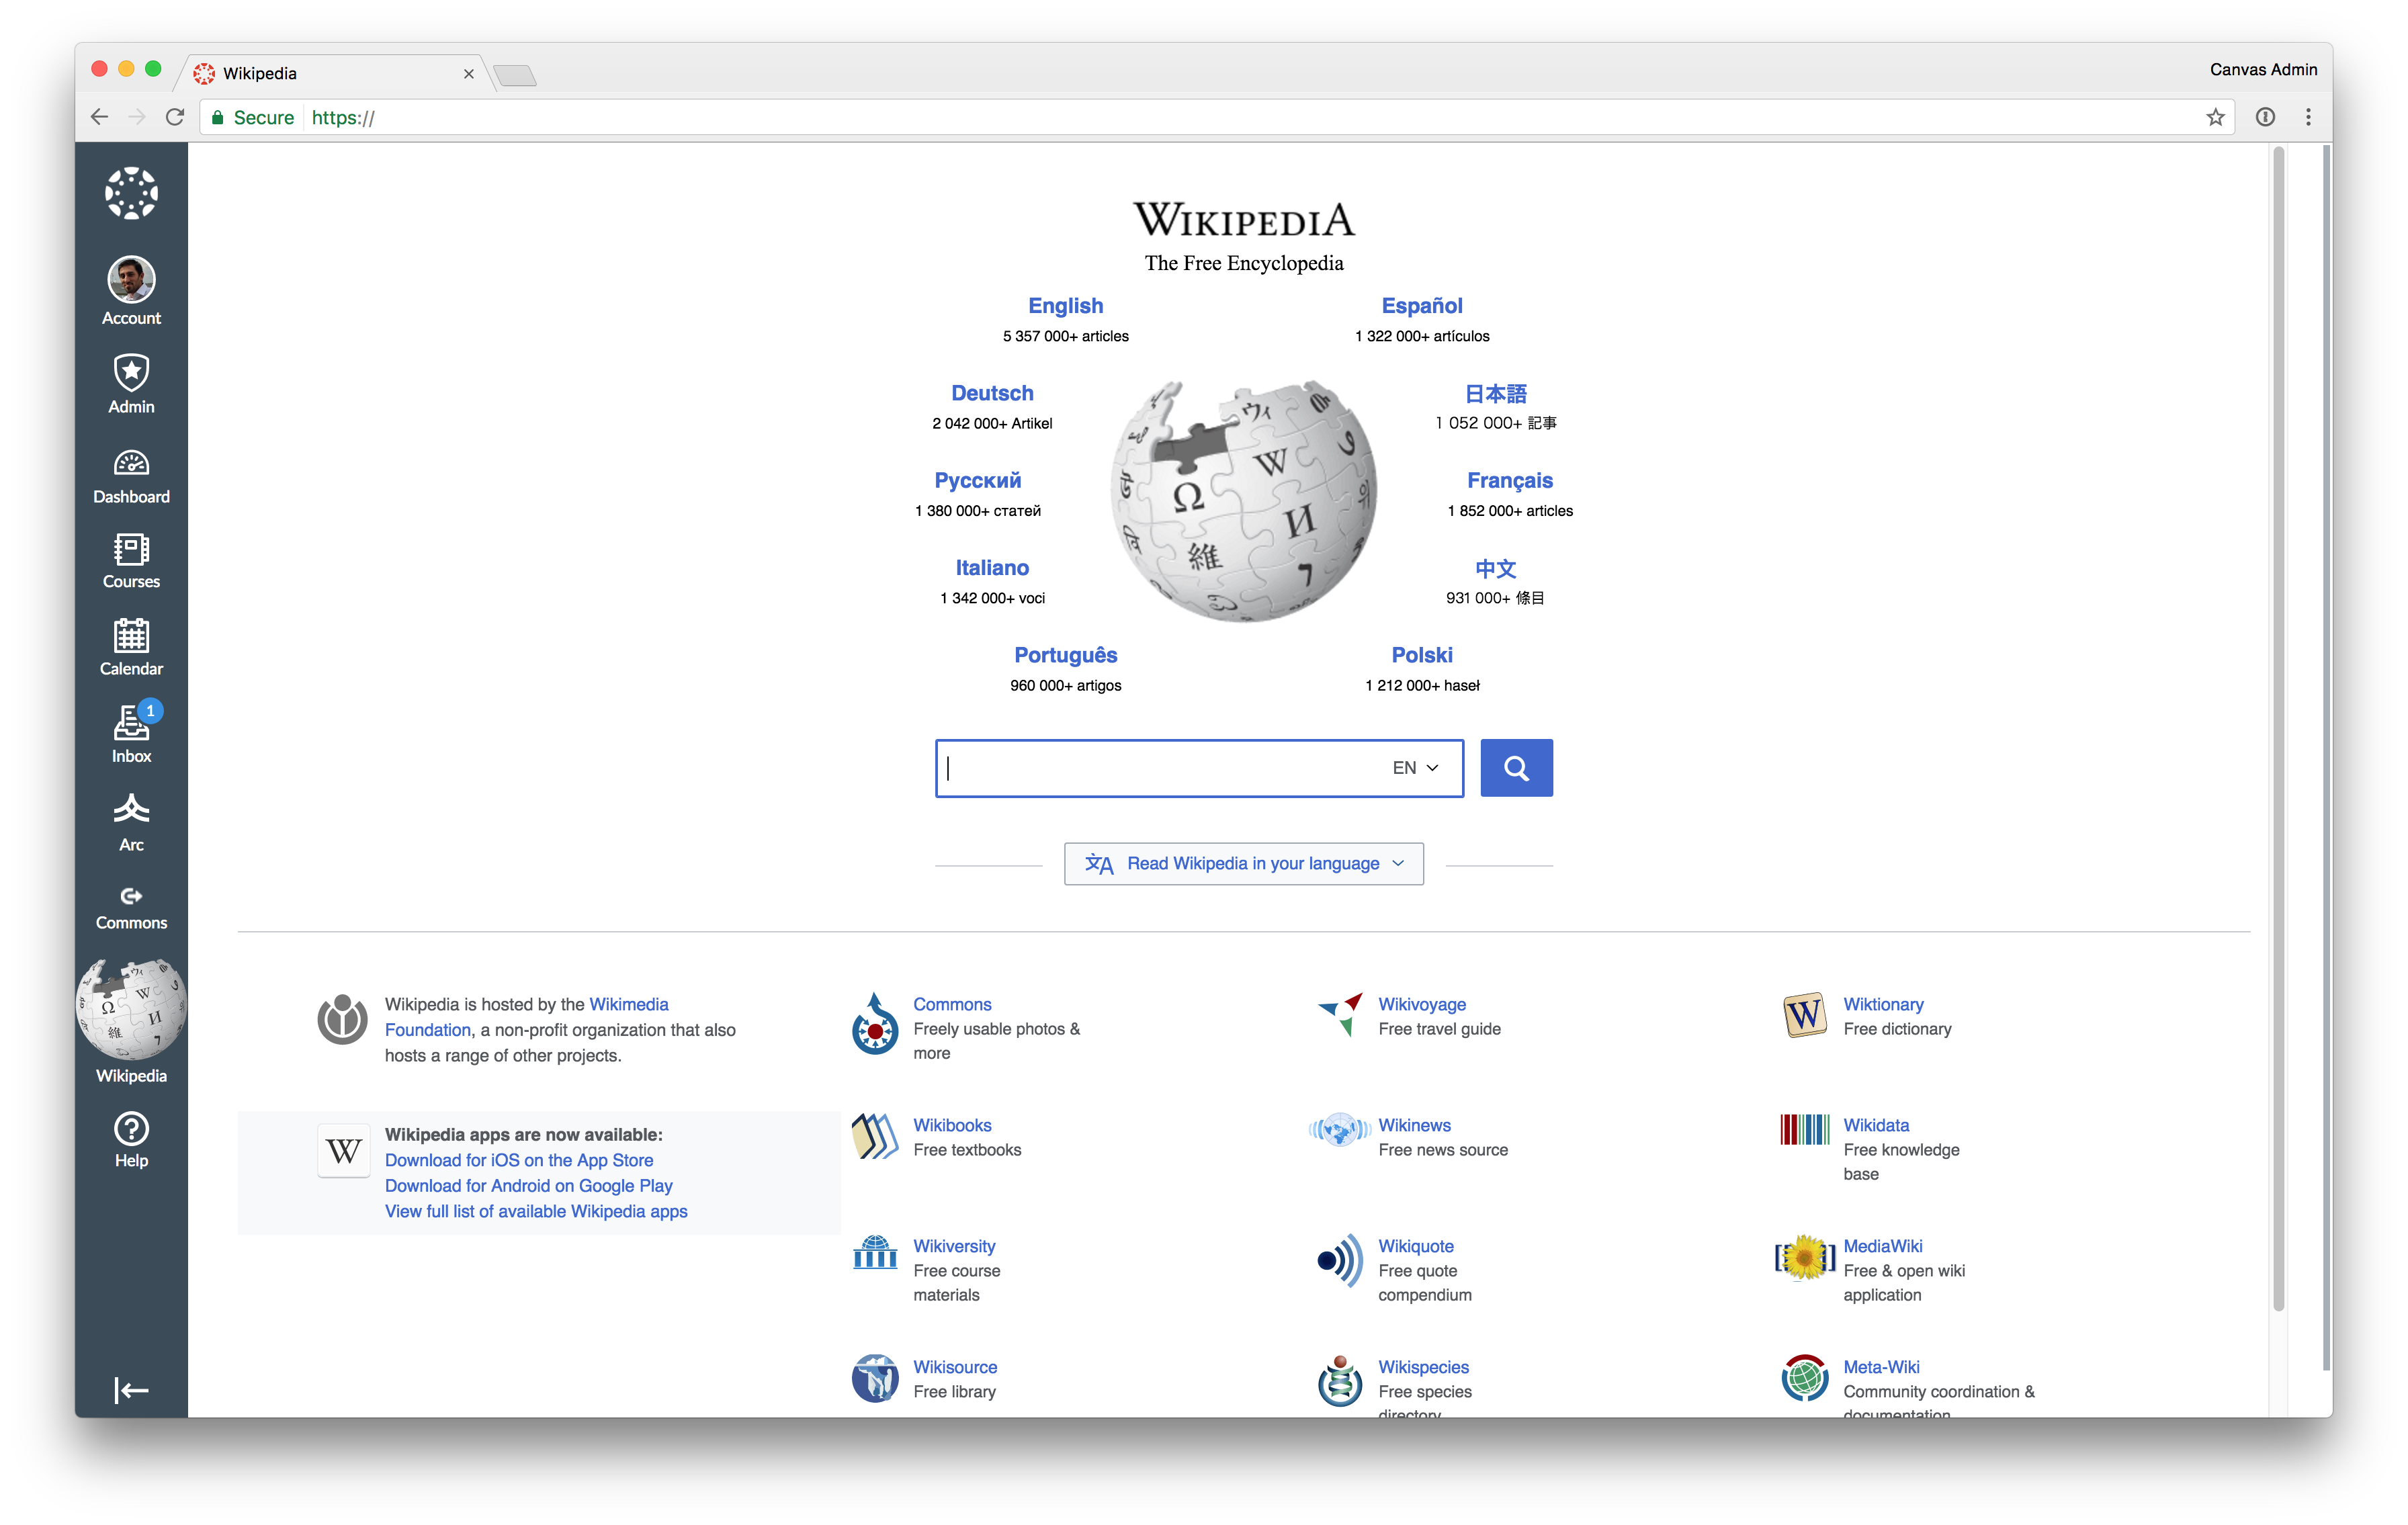 Wikipedia
Canvas Admin
Secure https://
Account
Admin
Dashboard
Courses
Calendar
1
Inbox
Arc
Commons
Wikipedia
Help
WIKIPEDIA
The Free Encyclopedia
English
5 357 000+ articles
Español
1 322 000+ artículos
Deutsch
2 042 000+ Artikel
日本語
1 052 000+ 記事
Русский
1 380 000+ статей
Français
1 852 000+ articles
Italiano
1 342 000+ voci
中文
931 000+ 條目
Português
960 000+ artigos
Polski
1 212 000+ haseł
EN
Read Wikipedia in your language
Wikipedia is hosted by the Wikimedia
Foundation, a non-profit organization that also
hosts a range of other projects.
Wikipedia apps are now available:
Download for iOS on the App Store
Download for Android on Google Play
View full list of available Wikipedia apps
Commons
Freely usable photos &
more
Wikivoyage
Free travel guide
Wiktionary
Free dictionary
Wikibooks
Free textbooks
Wikinews
Free news source
Wikidata
Free knowledge
base
Wikiversity
Free course
materials
Wikiquote
Free quote
compendium
MediaWiki
Free & open wiki
application
Wikisource
Free library
Wikispecies
Free species
directory
Meta-Wiki
Community coordination &
documentation